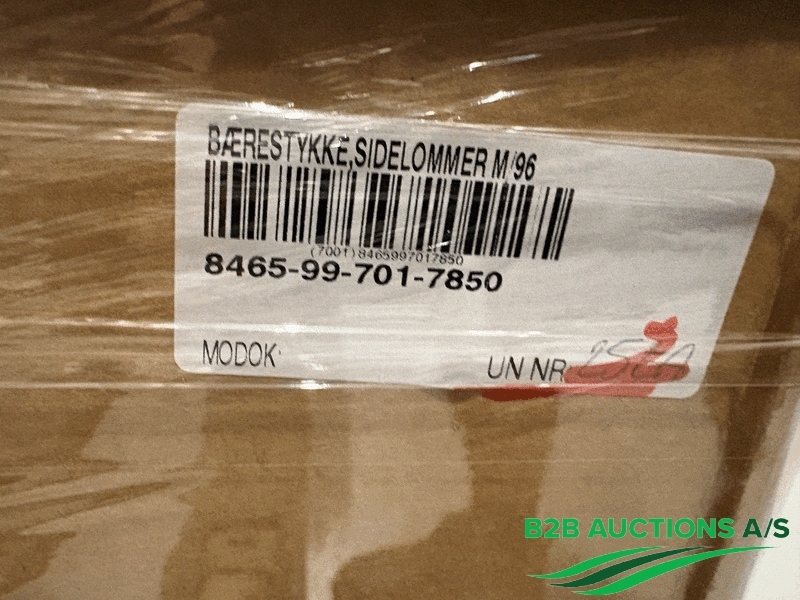 BÆRESTYKKE,SIDELOMMER M/96
(7001)8465997017850
8465-99-701-7850
MODOK:
UN NR
B2B AUCTIONS A/S